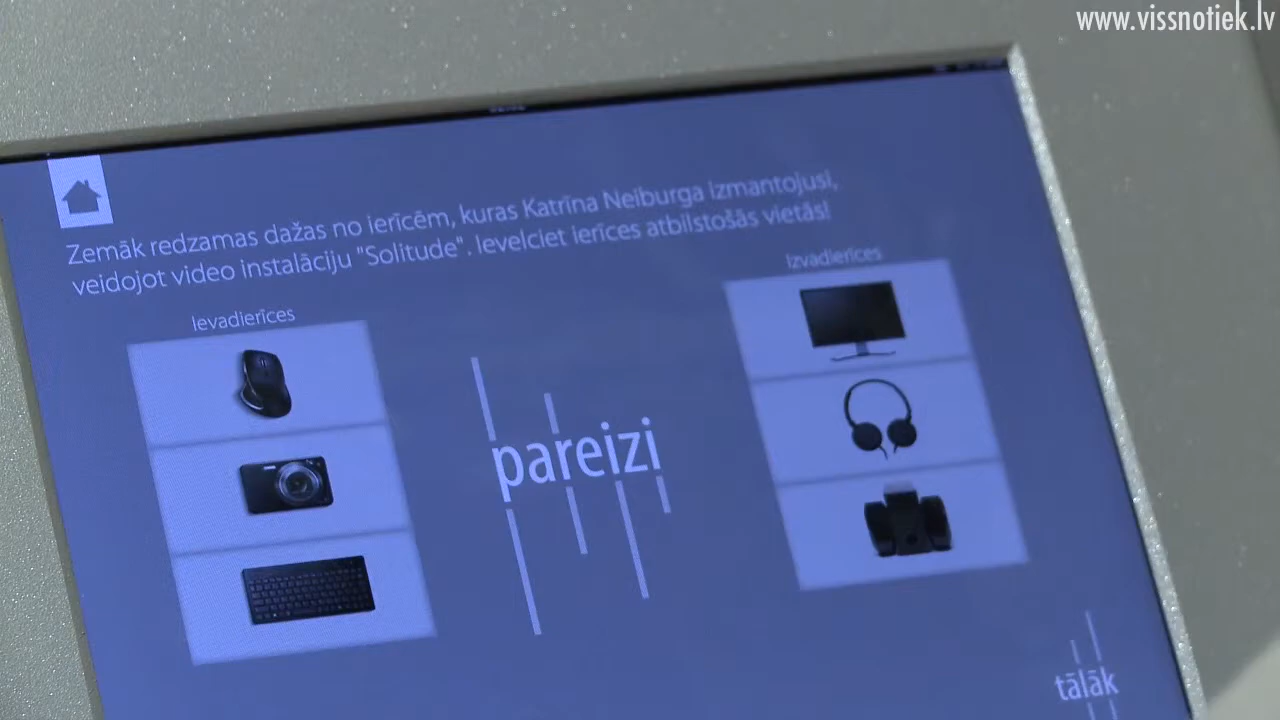 www.vissnotiek.lv
Zemāk redzamas dažas no ierīcēm, kuras Katrīna Neiburga izmantojusi,
veidojot video instalāciju "Solitude". Ievelciet ierīces atbilstošās vietās!
Ievadierīces
Izvadierīces
pareizi
tālāk